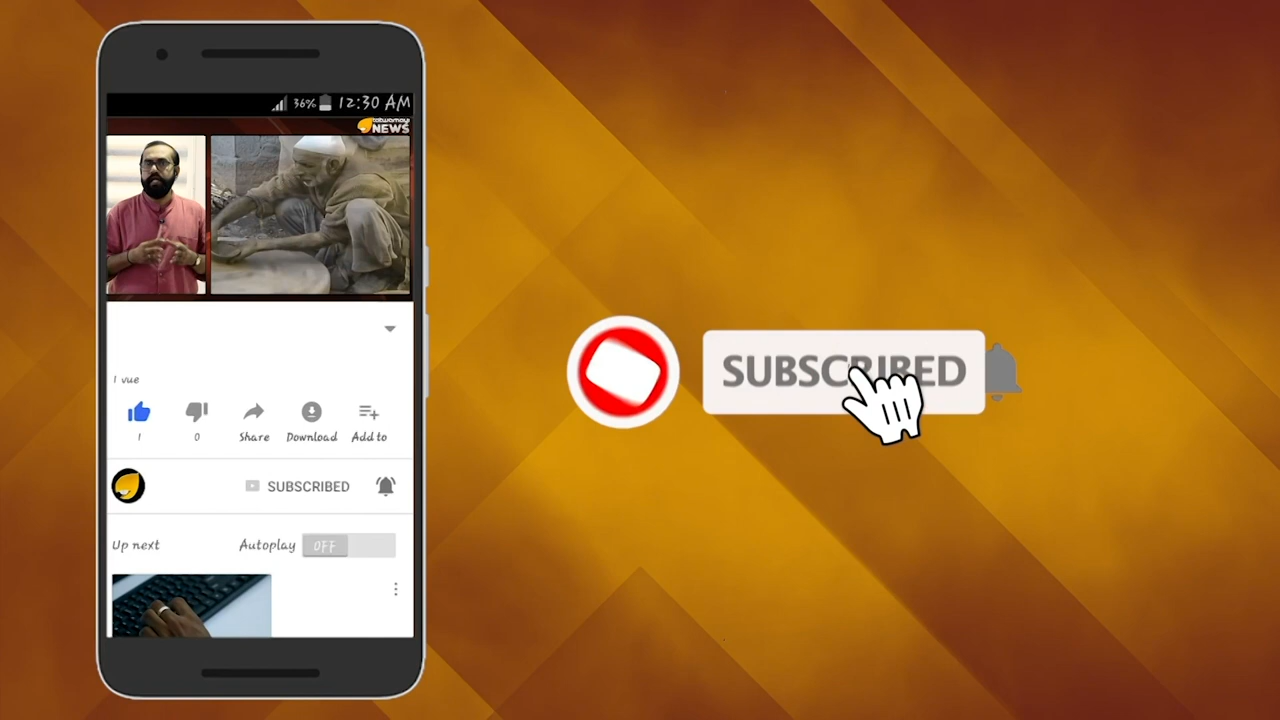 36% 12:30 AM
tatwamayi
NEWS
1 vue
1
0
Share
Download
Add to
SUBSCRIBED
Up next
Autoplay
OFF
SUBSCRIBED